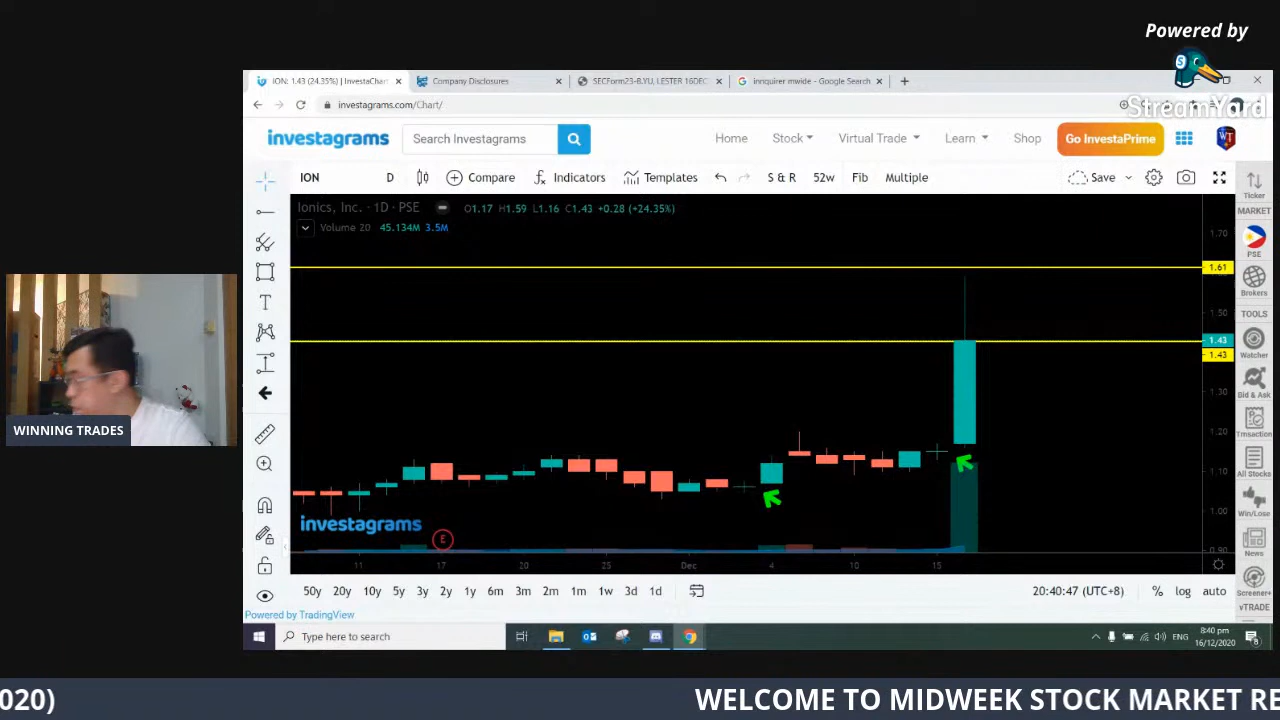 Powered by
S
StreamYard
ION: 1.43 (24.35%) | InvestaChar
Company Disclosures
SECForm23-B.YU, LESTER 16DEC
innquirer mwide - Google Search
investagrams.com/Chart/
investagrams
Search Investagrams
Home
Stock
Virtual Trade
Learn
Shop
Go InvestaPrime
WT
ION
D
Compare
Indicators
Templates
S & R
52w
Fib
Multiple
Save
Ticker
MARKET
PSE
Brokers
TOOLS
Watcher
Bid & Ask
Trnsaction
All Stocks
Win/Lose
News
Screener+
vTRADE
Ionics, Inc. · 1D · PSE
O1.17 H1.59 L1.16 C1.43 +0.28 (+24.35%)
Volume 20 45.134M 3.5M
1.70
1.61
1.50
1.43
1.43
1.30
1.20
1.10
1.00
0.90
WINNING TRADES
investagrams
E
11
17
20
25
Dec
4
10
15
50y
20y
10y
5y
3y
2y
1y
6m
3m
2m
1m
1w
3d
1d
20:40:47 (UTC+8)
%
log
auto
Powered by TradingView
Type here to search
ENG
8:40 pm
16/12/2020
020)
WELCOME TO MIDWEEK STOCK MARKET RE